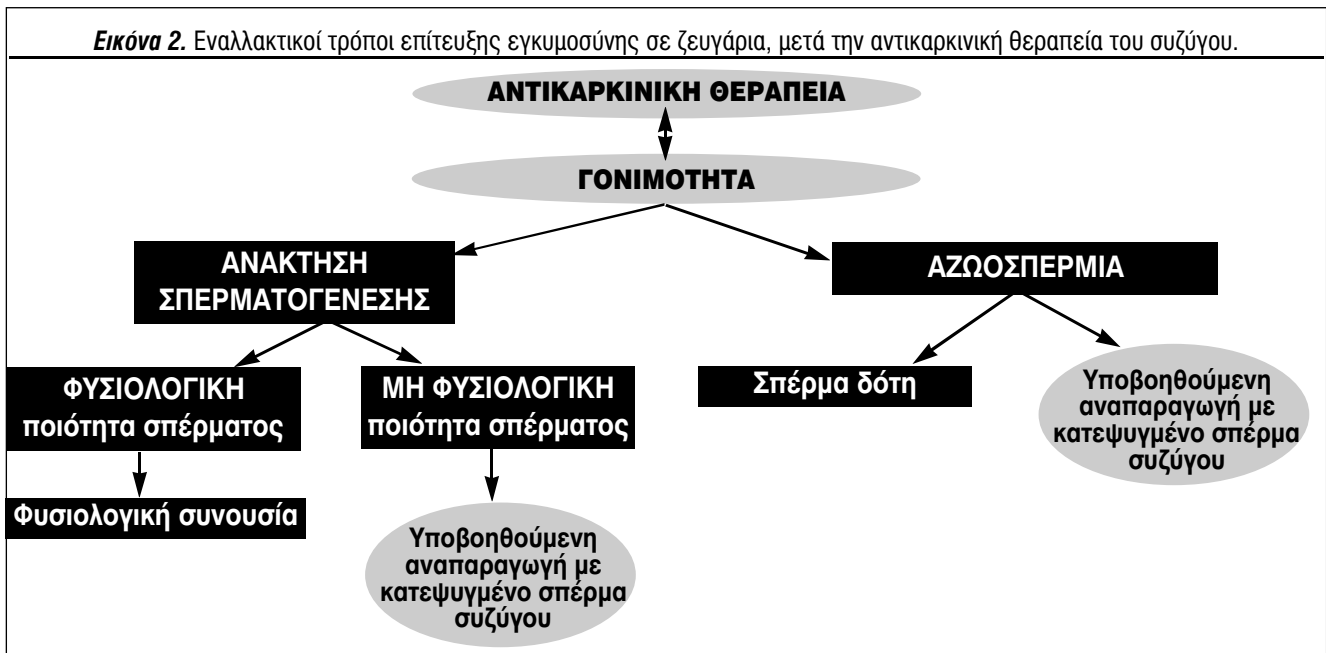 Εικόνα 2. Εναλλακτικοί τρόποι επίτευξης εγκυμοσύνης σε ζευγάρια, μετά την αντικαρκινική θεραπεία του συζύγου.
ΑΝΤΙΚΑΡΚΙΝΙΚΗ ΘΕΡΑΠΕΙΑ
ΓΟΝΙΜΟΤΗΤΑ
ΑΝΑΚΤΗΣΗ
ΣΠΕΡΜΑΤΟΓΕΝΕΣΗΣ
ΑΖΩΟΣΠΕΡΜΙΑ
ΦΥΣΙΟΛΟΓΙΚΗ
ποιότητα σπέρματος
ΜΗ ΦΥΣΙΟΛΟΓΙΚΗ
ποιότητα σπέρματος
Σπέρμα δότη
Υποβοηθούμενη
αναπαραγωγή με
κατεψυγμένο σπέρμα
συζύγου
Φυσιολογική συνουσία
Υποβοηθούμενη
αναπαραγωγή με
κατεψυγμένο σπέρμα
συζύγου